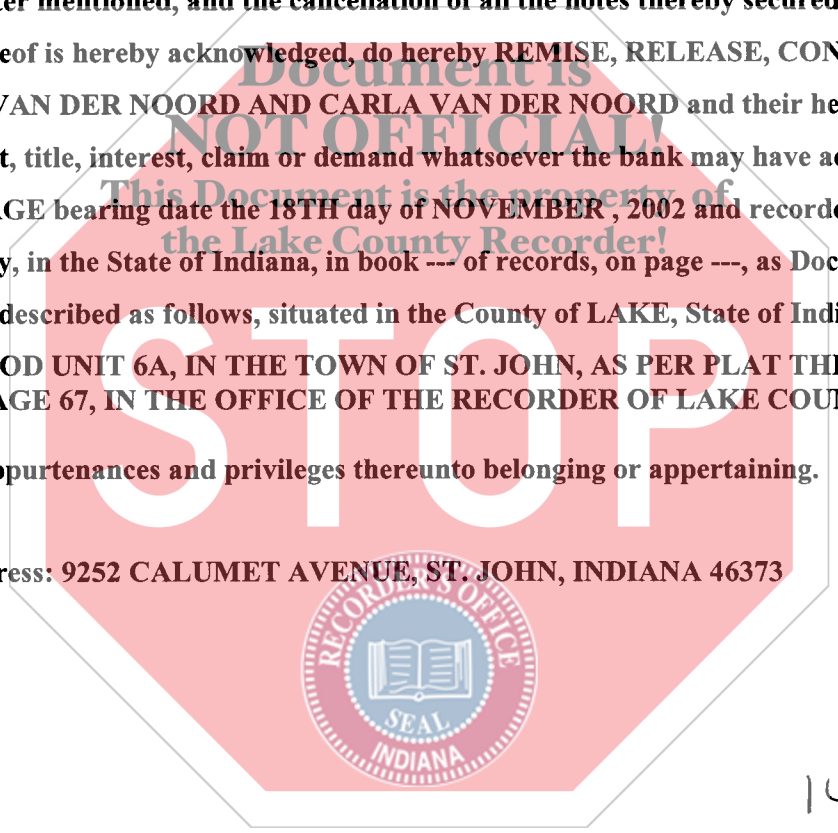 ter mentioned, and the cancellation of all the notes thereby secured
eof is hereby acknowledged, do hereby REMISE, RELEASE, CON
VAN DER NOORD AND CARLA VAN DER NOORD and their he
t, title, interest, claim or demand whatsoever the bank may have ac
AGE bearing date the 18TH day of NOVEMBER , 2002 and recorde
y, in the State of Indiana, in book --- of records, on page ---, as Doc
described as follows, situated in the County of LAKE, State of Indi
OD UNIT 6A, IN THE TOWN OF ST. JOHN, AS PER PLAT THE
AGE 67, IN THE OFFICE OF THE RECORDER OF LAKE COUN
ppurtenances and privileges thereunto belonging or appertaining.
ress: 9252 CALUMET AVENUE, ST. JOHN, INDIANA 46373
Document is
NOT OFFICIAL!
This Document is the property of
the Lake County Recorder!
STOP
RECORDER'S OFFICE
SEAL
INDIANA